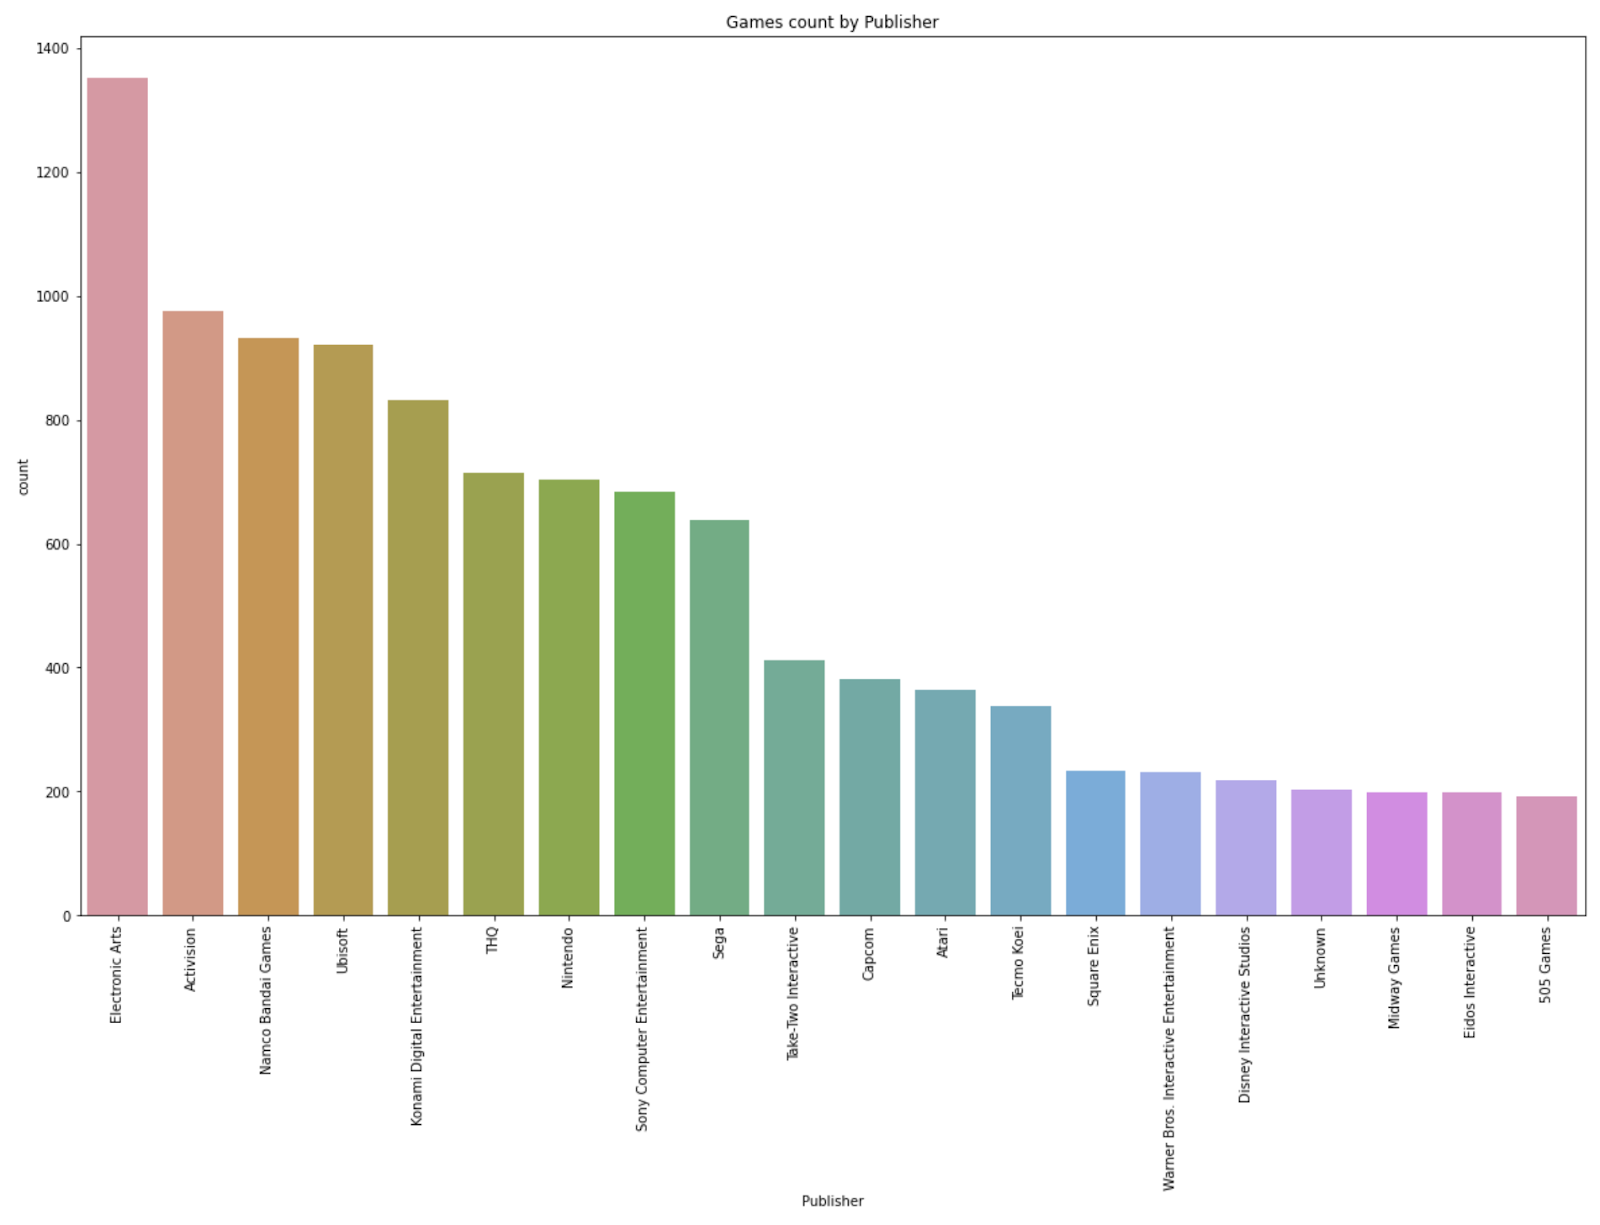 Games count by Publisher
1400
1200
1000
800
600
400
200
0
count
Electronic Arts
Activision
Namco Bandai Games
Ubisoft
Konami Digital Entertainment
THQ
Nintendo
Sony Computer Entertainment
Sega
Take-Two Interactive
Capcom
Atari
Tecmo Koei
Square Enix
Warner Bros. Interactive Entertainment
Disney Interactive Studios
Unknown
Midway Games
Eidos Interactive
505 Games
Publisher